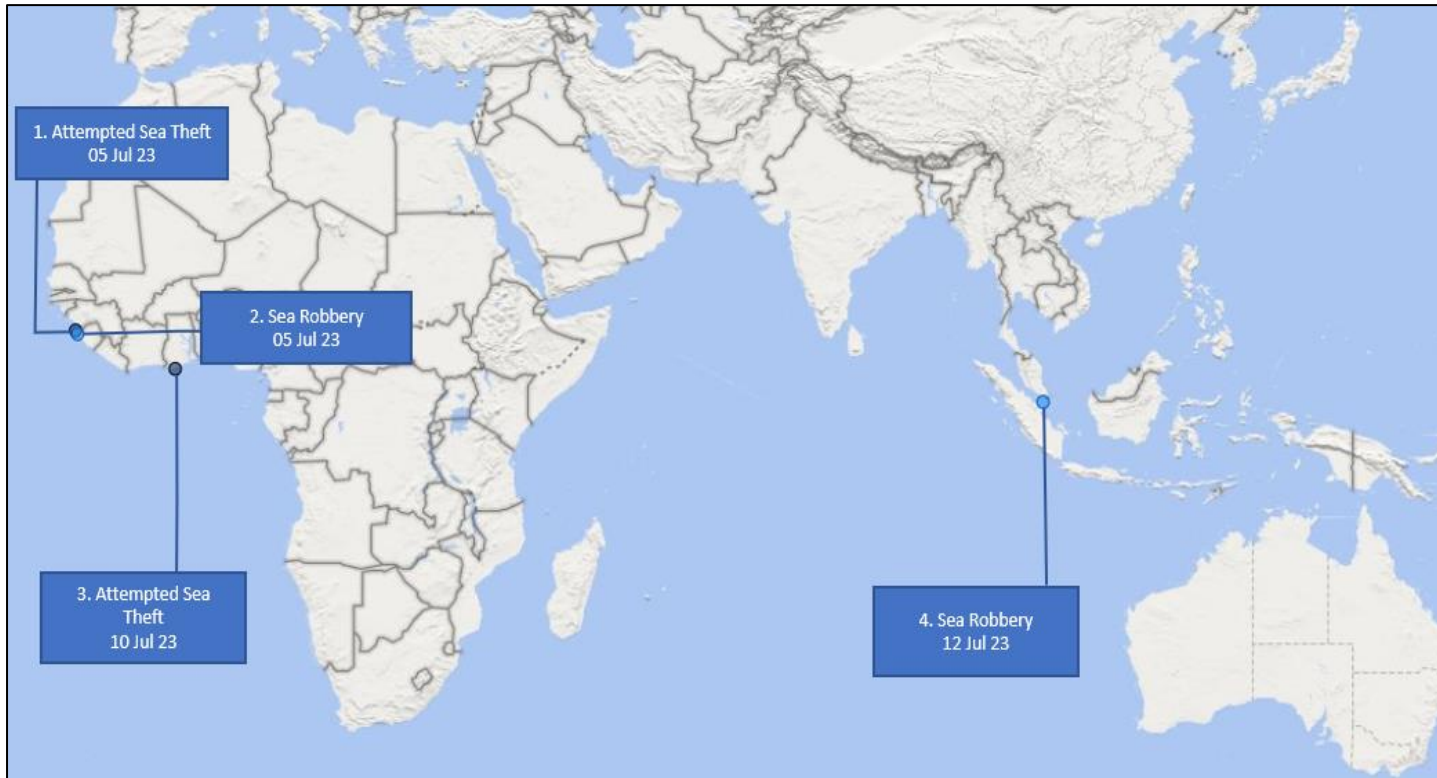 1. Attempted Sea Theft
05 Jul 23
2. Sea Robbery
05 Jul 23
3. Attempted Sea
Theft
10 Jul 23
4. Sea Robbery
12 Jul 23